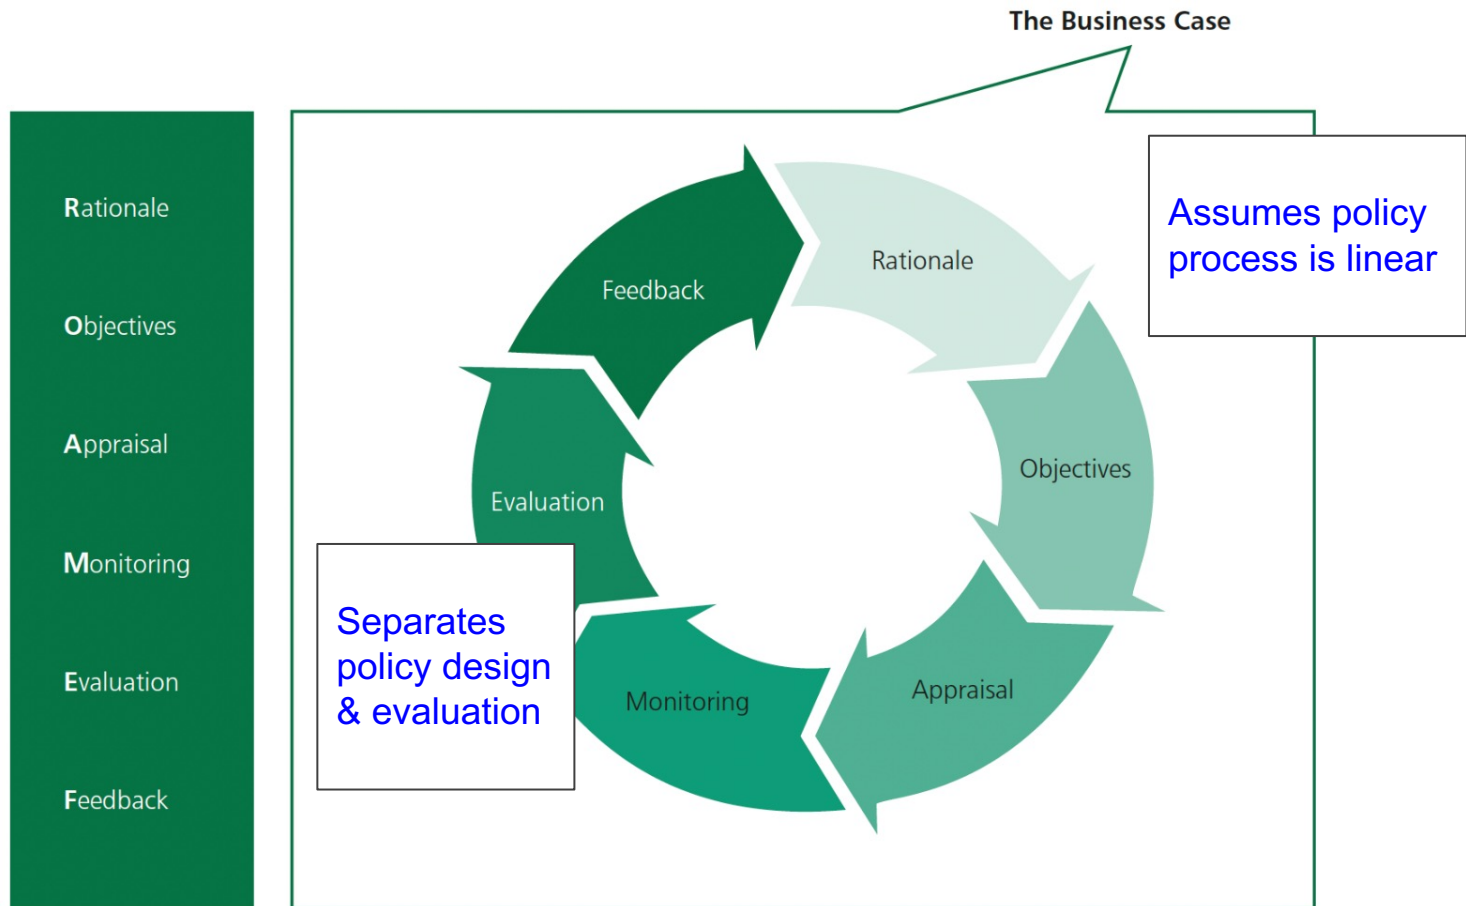 The Business Case
Rationale
Objectives
Appraisal
Monitoring
Evaluation
Feedback
Rationale
Objectives
Appraisal
Monitoring
Evaluation
Feedback
Assumes policy
process is linear
Separates
policy design
& evaluation